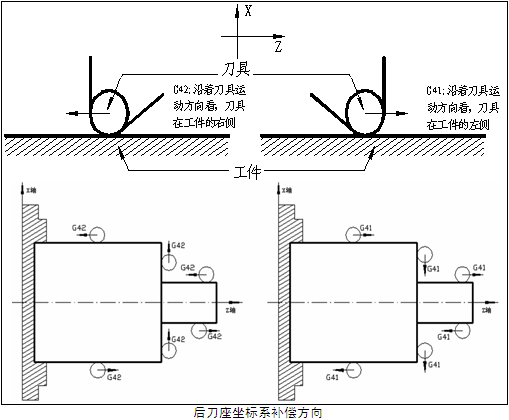 X
Z
刀具
G42:沿着刀具运
动方向看,刀具
在工件的右侧
G41:沿着刀具运
动方向看,刀具
在工件的左侧
工件
X轴
G42
G42
G42
Z轴
G42
G42
G42
X轴
G41
G41
G41
Z轴
G41
G41
G41
后刀座坐标系补偿方向